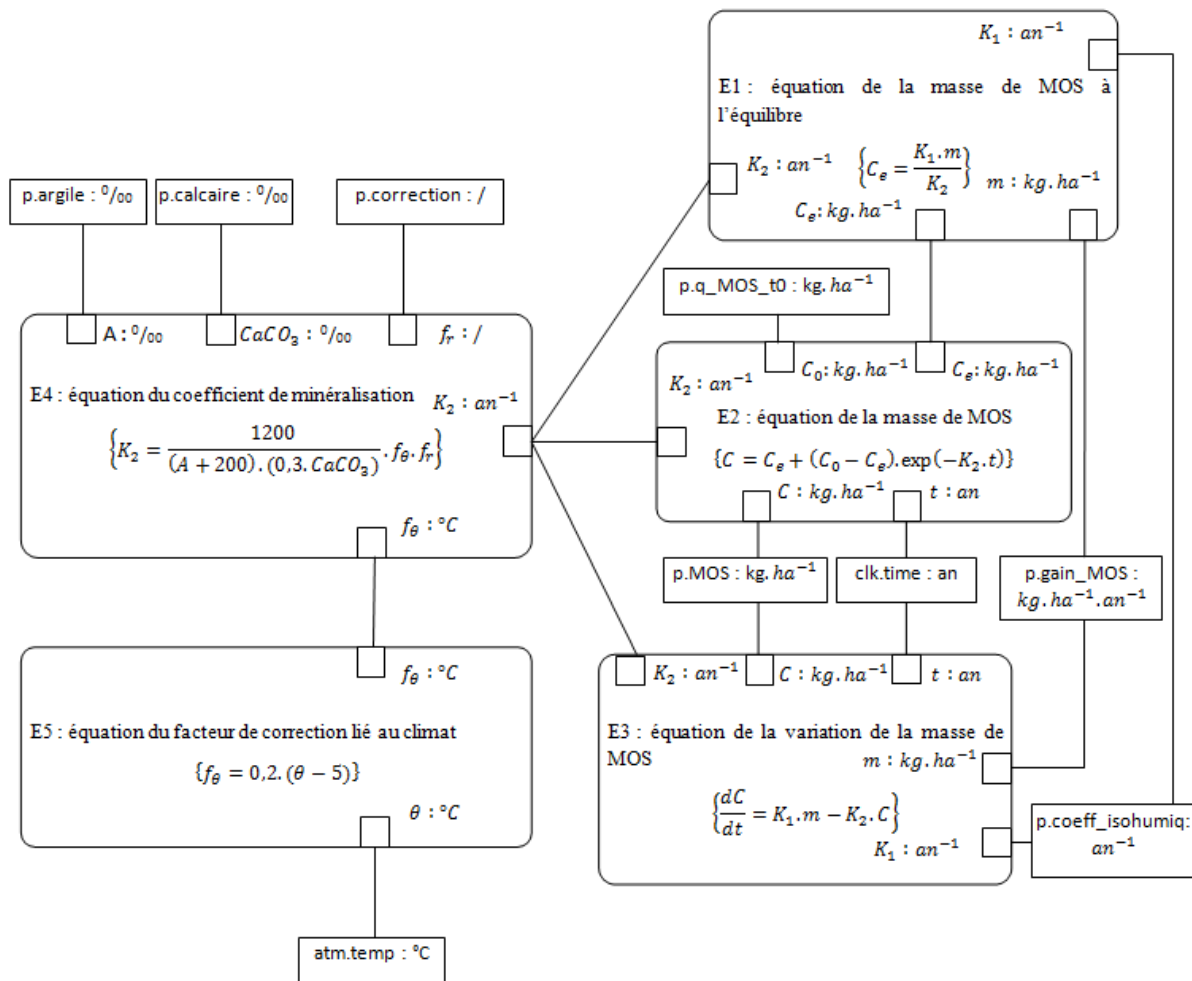 K₁ : an⁻¹
E1 : équation de la masse de MOS à
l’équilibre
K₂ : an⁻¹ {Cₑ = K₁.m / K₂} m : kg.ha⁻¹
Cₑ: kg.ha⁻¹
p.argile : ⁰/₀₀
p.calcaire : ⁰/₀₀
p.correction : /
p.q_MOS_t0 : kg.ha⁻¹
A : ⁰/₀₀
CaCO₃ : ⁰/₀₀
fᵣ : /
E4 : équation du coefficient de minéralisation
K₂ : an⁻¹
{K₂ = 1200 / (A + 200).(0,3.CaCO₃) . f_θ. fᵣ}
f_θ : °C
C₀: kg.ha⁻¹
Cₑ: kg.ha⁻¹
K₂ : an⁻¹
E2 : équation de la masse de MOS
{C = Cₑ + (C₀ − Cₑ).exp(−K₂.t)}
C : kg.ha⁻¹
t : an
p.MOS : kg.ha⁻¹
clk.time : an
p.gain_MOS :
kg.ha⁻¹.an⁻¹
f_θ : °C
E5 : équation du facteur de correction lié au climat
{f_θ = 0,2.(θ − 5)}
θ : °C
K₂ : an⁻¹
C : kg.ha⁻¹
t : an
E3 : équation de la variation de la masse de
MOS
m : kg.ha⁻¹
{dC/dt = K₁.m − K₂.C}
K₁ : an⁻¹
p.coeff_isohumiq:
an⁻¹
atm.temp : °C